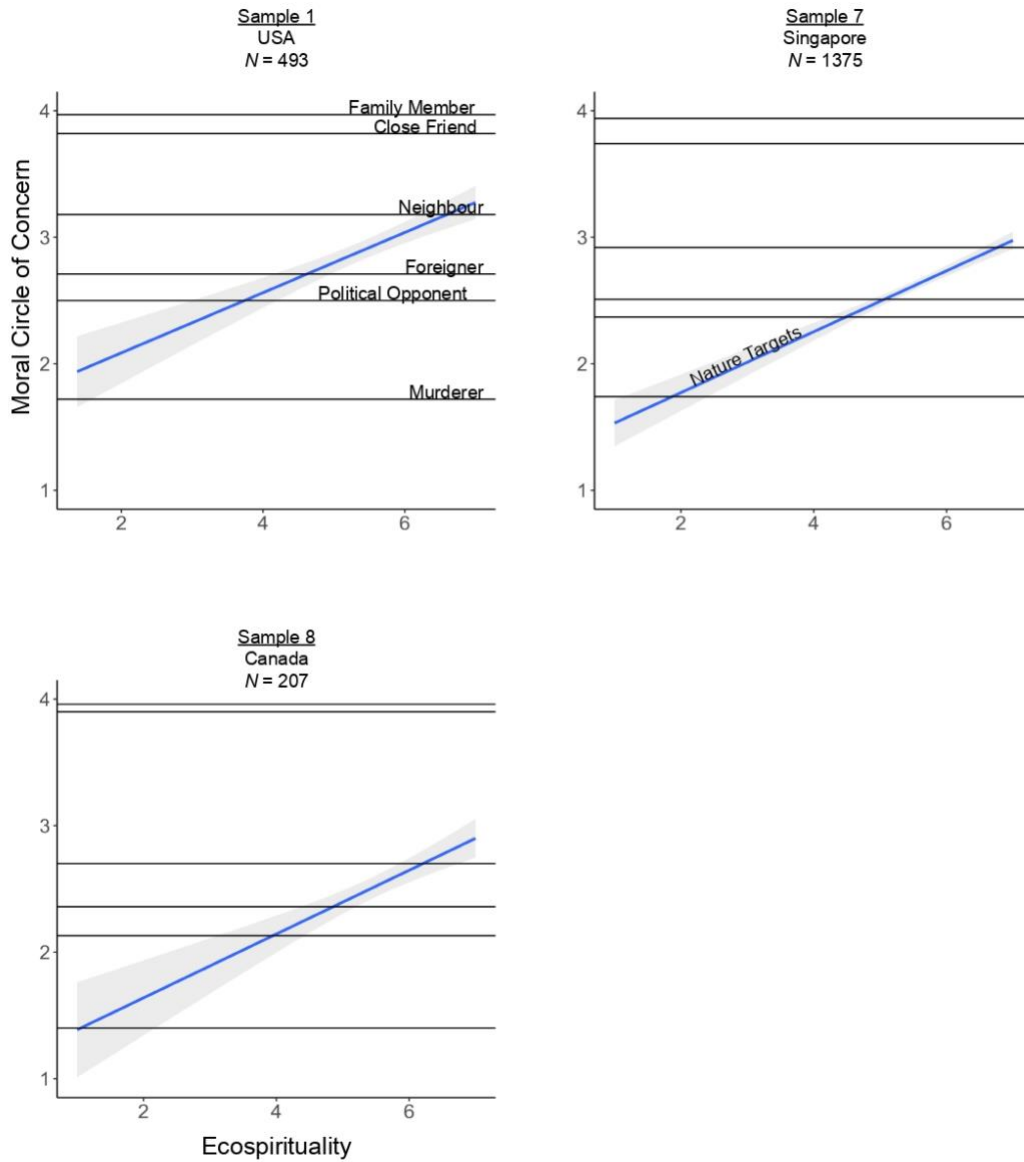 Sample 1
USA
N = 493
Sample 7
Singapore
N = 1375
Moral Circle of Concern
4
3
2
1
Family Member
Close Friend
Neighbour
Foreigner
Political Opponent
Murderer
2 4 6
4
3
2
1
Nature Targets
2 4 6
Sample 8
Canada
N = 207
4
3
2
1
2 4 6
Ecospirituality